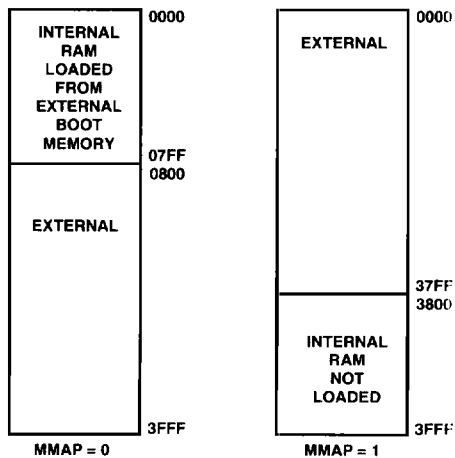 0000
INTERNAL
RAM
LOADED
FROM
EXTERNAL
BOOT
MEMORY
07FF
0800
EXTERNAL
3FFF
MMAP = 0
0000
EXTERNAL
37FF
3800
INTERNAL
RAM
NOT
LOADED
3FFF
MMAP = 1